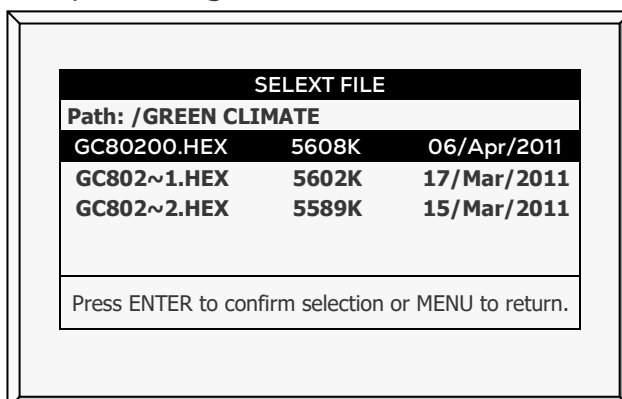 SELEXT FILE
Path: /GREEN CLIMATE
GC80200.HEX 5608K 06/Apr/2011
GC802~1.HEX 5602K 17/Mar/2011
GC802~2.HEX 5589K 15/Mar/2011
Press ENTER to confirm selection or MENU to return.